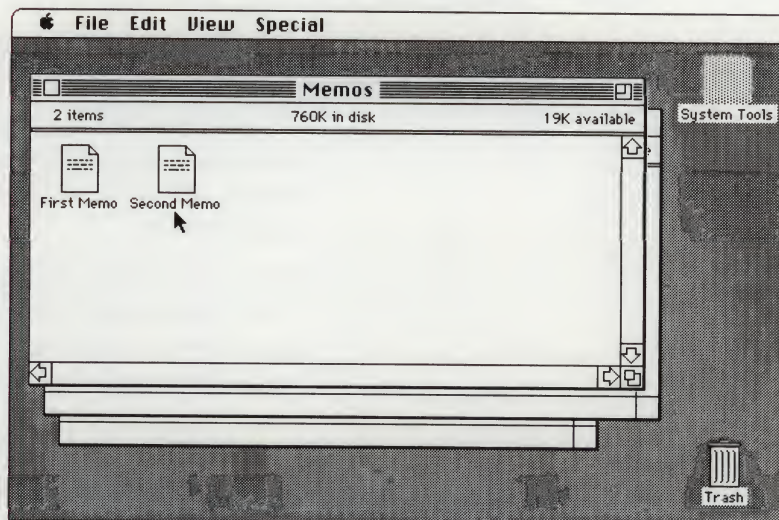 File Edit View Special
Memos
2 items 760K in disk 19K available
System Tools
First Memo Second Memo
Trash